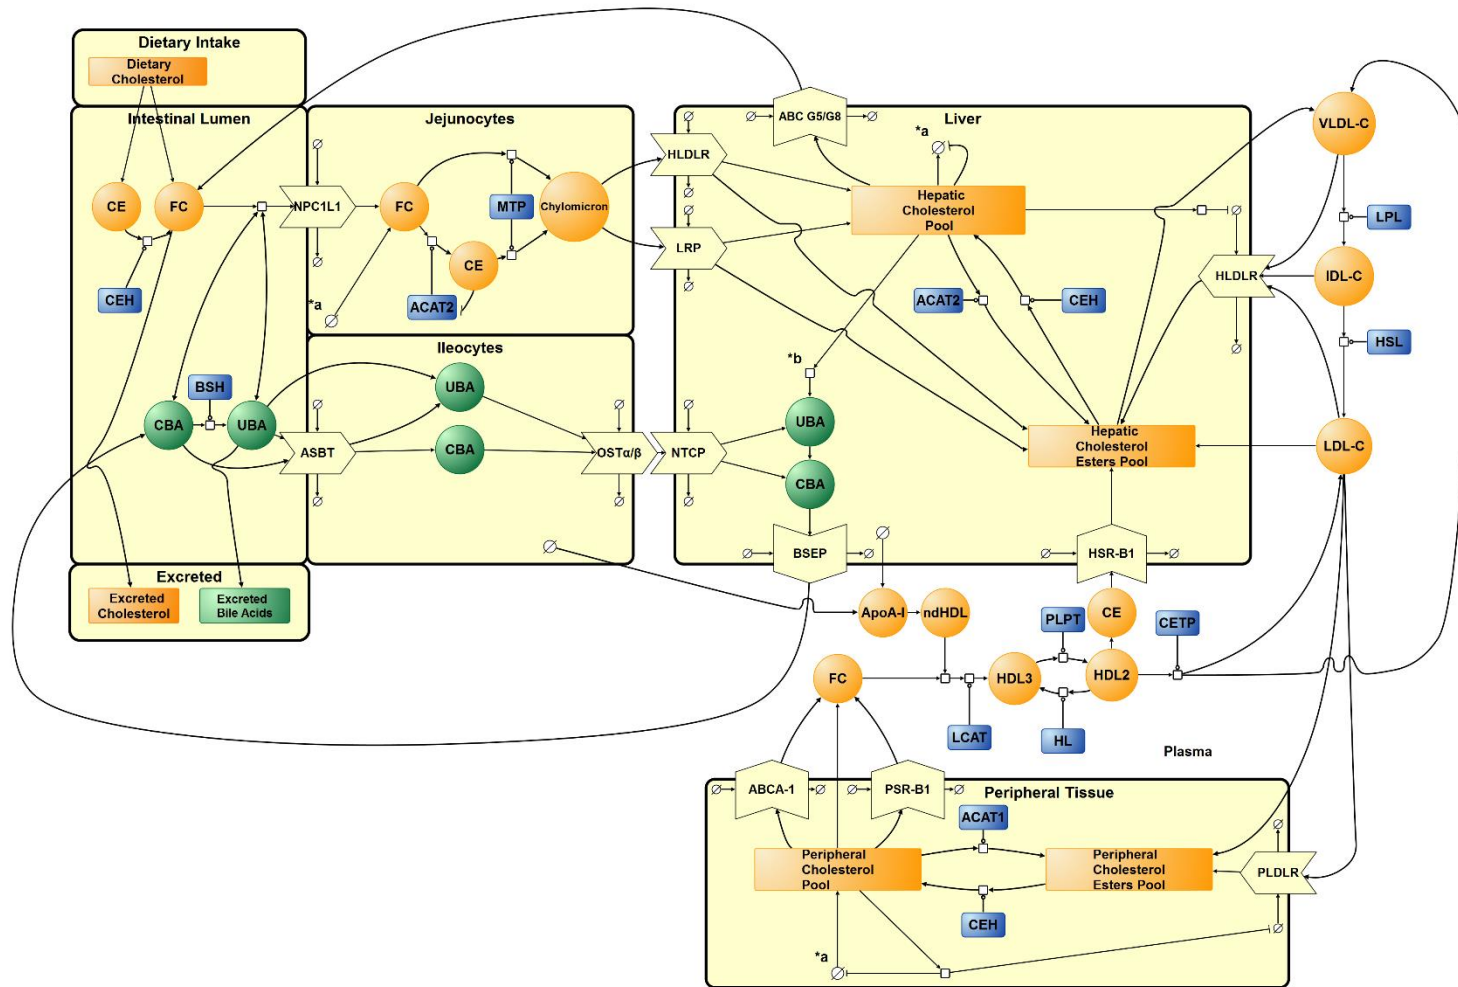 Dietary Intake
Dietary
Cholesterol
Intestinal Lumen
CE
FC
CEH
BSH
CBA
UBA
Excreted
Excreted
Cholesterol
Excreted
Bile Acids
Jejunocytes
NPC1L1
FC
MTP
Chylomicron
CE
*a
ACAT2
Ileocytes
UBA
ASBT
CBA
OSTα/β
Liver
ABC G5/G8
*a
HLDLR
Hepatic
Cholesterol
Pool
LRP
ACAT2
CEH
HLDLR
*b
UBA
NTCP
CBA
Hepatic
Cholesterol
Esters Pool
BSEP
HSR-B1
VLDL-C
LPL
IDL-C
HSL
LDL-C
ApoA-I
ndHDL
CE
PLPT
CETP
FC
HDL3
HDL2
LCAT
HL
Plasma
Peripheral Tissue
ABCA-1
PSR-B1
ACAT1
Peripheral
Cholesterol
Pool
Peripheral
Cholesterol
Esters Pool
PLDLR
CEH
*a